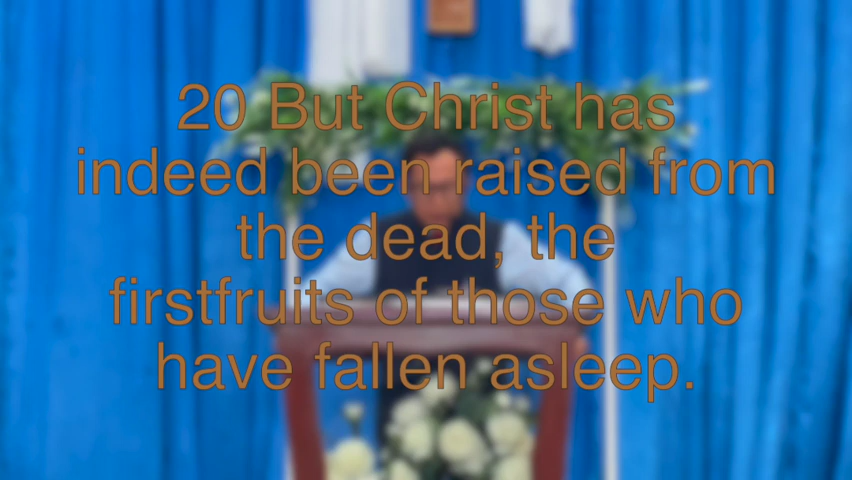 20 But Christ has
indeed been raised from
the dead, the
firstfruits of those who
have fallen asleep.